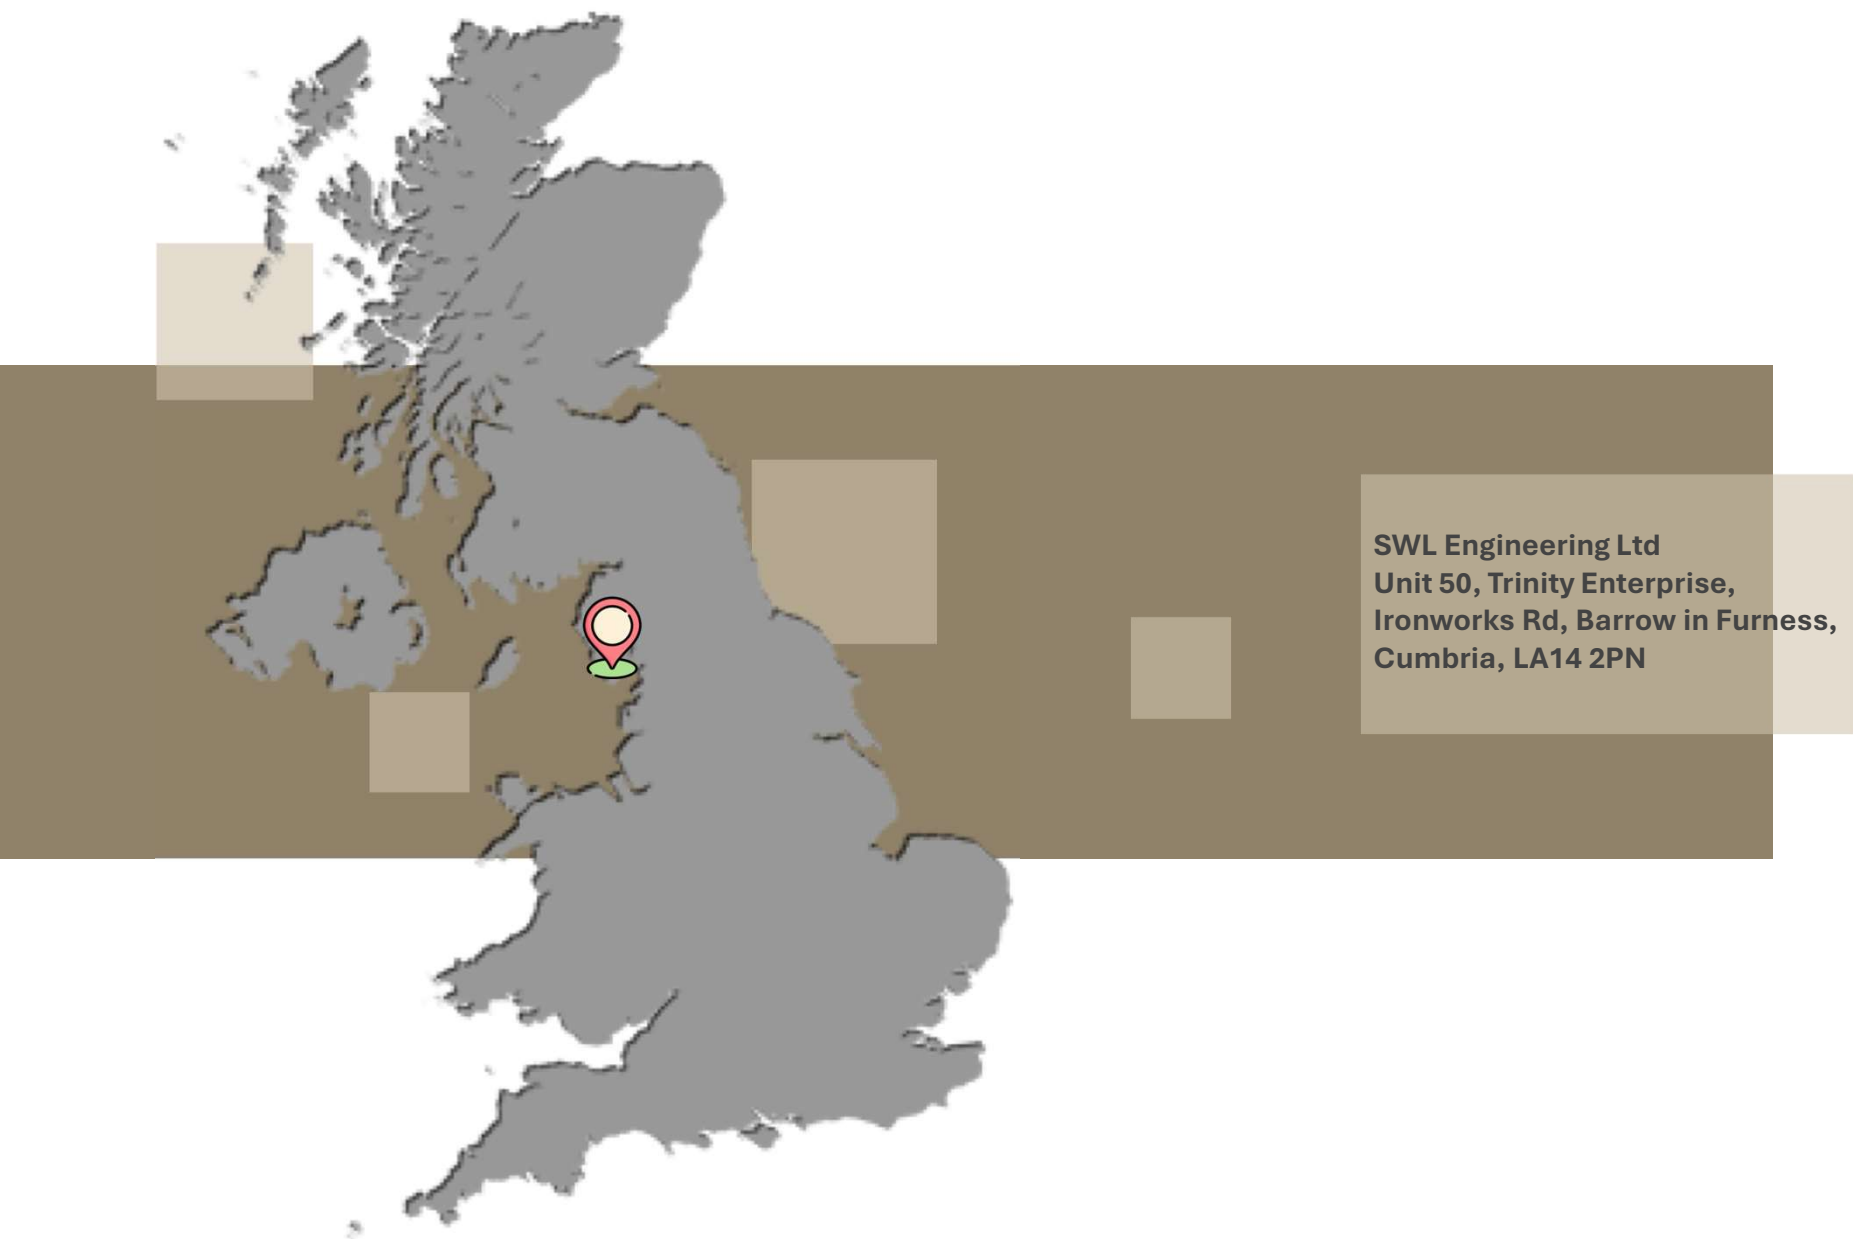 SWL Engineering Ltd
Unit 50, Trinity Enterprise,
Ironworks Rd, Barrow in Furness,
Cumbria, LA14 2PN